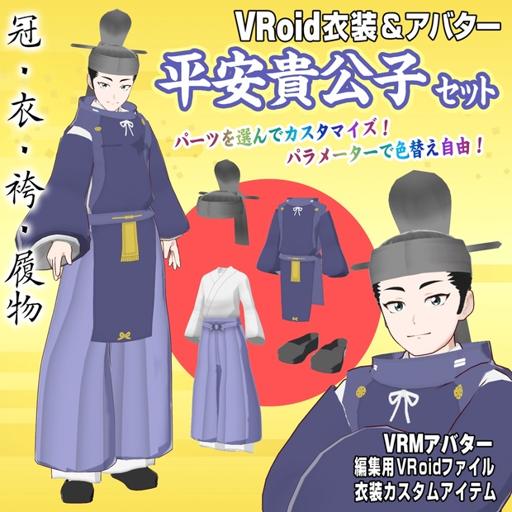 VRoid衣装＆アバター
平安貴公子セット
パーツを選んでカスタマイズ！
パラメーターで色替え自由！
冠・衣・袴・履物
VRMアバター
編集用VRoidファイル
衣装カスタムアイテム